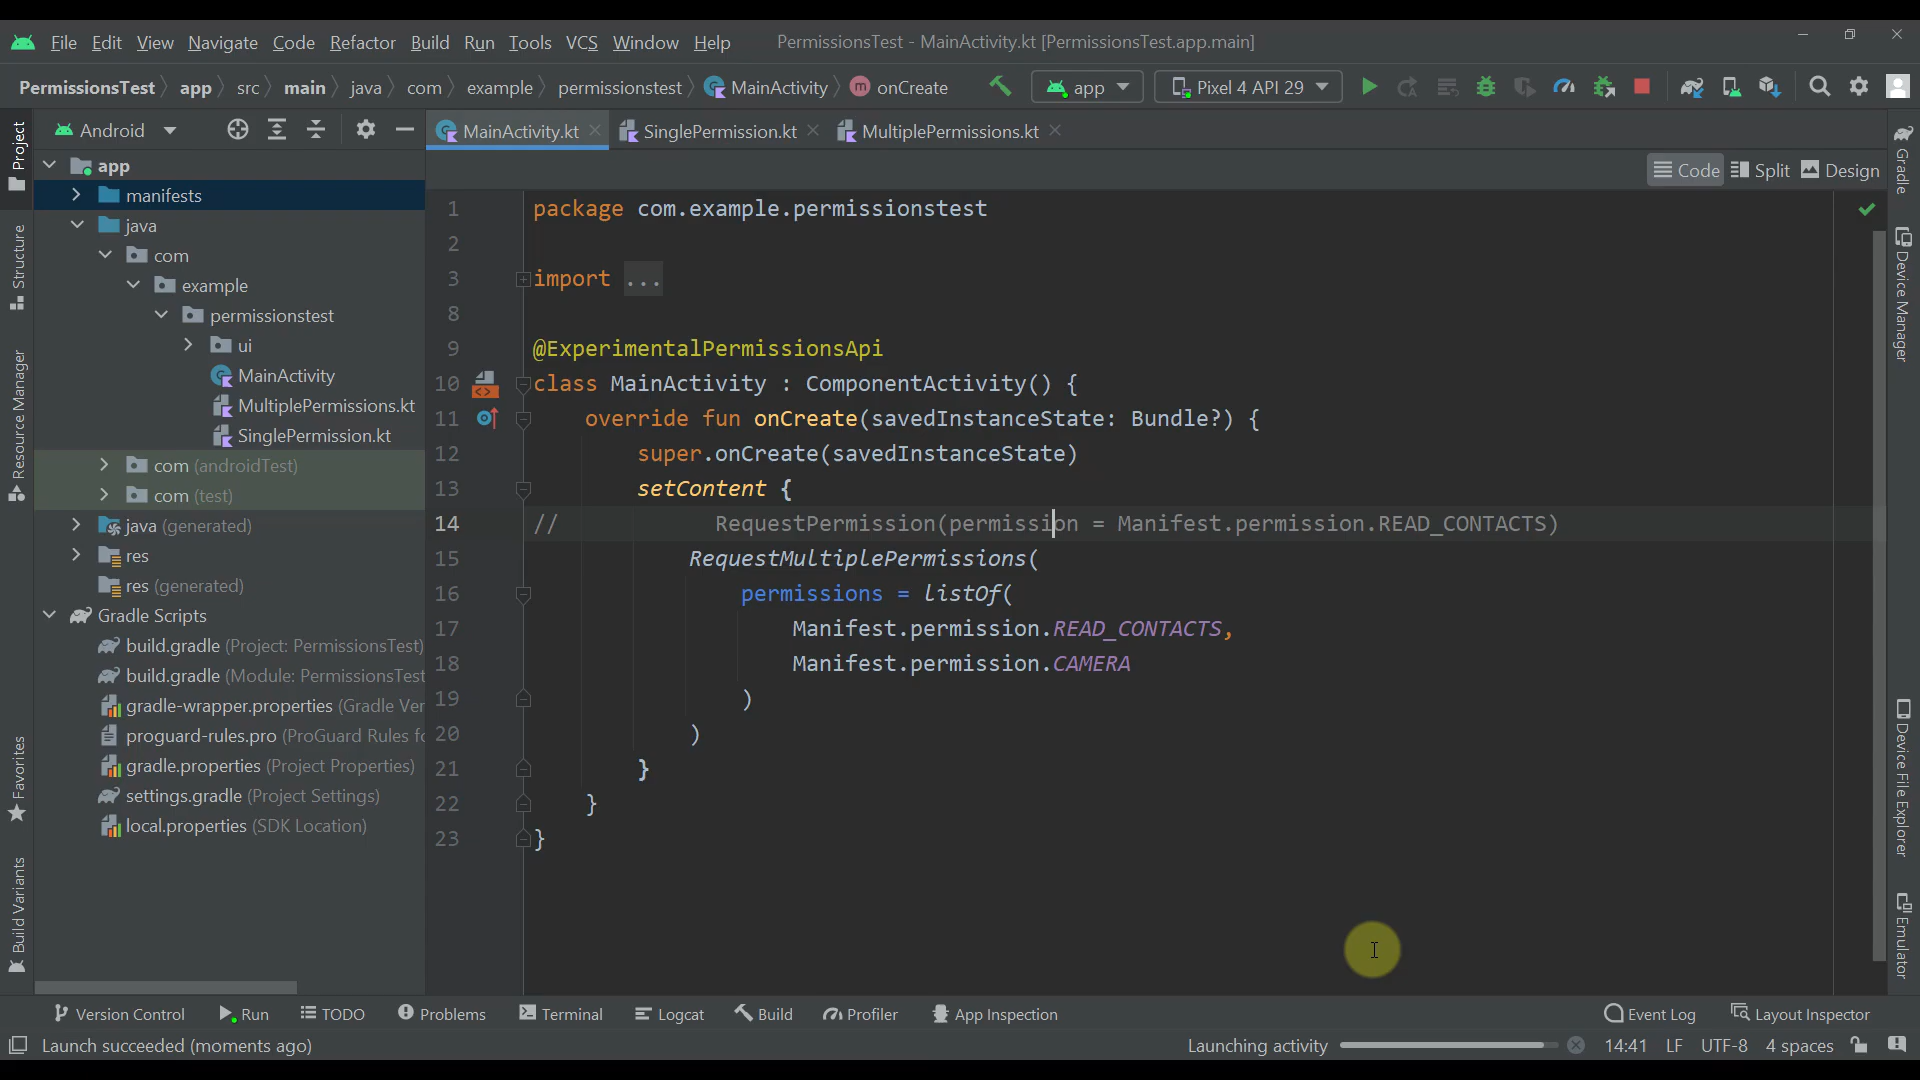 File Edit View Navigate Code Refactor Build Run Tools VCS Window Help PermissionsTest - MainActivity.kt [PermissionsTest.app.main]
PermissionsTest app src main java com example permissionstest MainActivity onCreate app Pixel 4 API 29
Android
MainActivity.kt SinglePermission.kt MultiplePermissions.kt
Code Split Design
Project
Structure
Resource Manager
Favorites
Build Variants
app
manifests
java
com
example
permissionstest
ui
MainActivity
MultiplePermissions.kt
SinglePermission.kt
com (androidTest)
com (test)
java (generated)
res
res (generated)
Gradle Scripts
build.gradle (Project: PermissionsTest)
build.gradle (Module: PermissionsTest
gradle-wrapper.properties (Gradle Ver
proguard-rules.pro (ProGuard Rules fo
gradle.properties (Project Properties)
settings.gradle (Project Settings)
local.properties (SDK Location)
1 package com.example.permissionstest
2
3 import ...
8
9 @ExperimentalPermissionsApi
10 class MainActivity : ComponentActivity() {
11 override fun onCreate(savedInstanceState: Bundle?) {
12 super.onCreate(savedInstanceState)
13 setContent {
14 // RequestPermission(permission = Manifest.permission.READ_CONTACTS)
15 RequestMultiplePermissions(
16 permissions = listOf(
17 Manifest.permission.READ_CONTACTS,
18 Manifest.permission.CAMERA
19 )
20 )
21 }
22 }
23 }
Gradle
Device Manager
Device File Explorer
Emulator
Version Control Run TODO Problems Terminal Logcat Build Profiler App Inspection Event Log Layout Inspector
Launch succeeded (moments ago) Launching activity 14:41 LF UTF-8 4 spaces